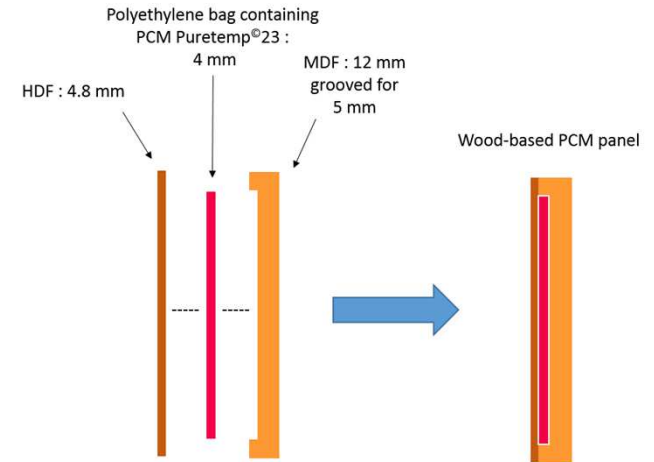 Polyethylene bag containing
PCM Puretemp©23 :
4 mm
HDF : 4.8 mm
MDF : 12 mm
grooved for
5 mm
Wood-based PCM panel